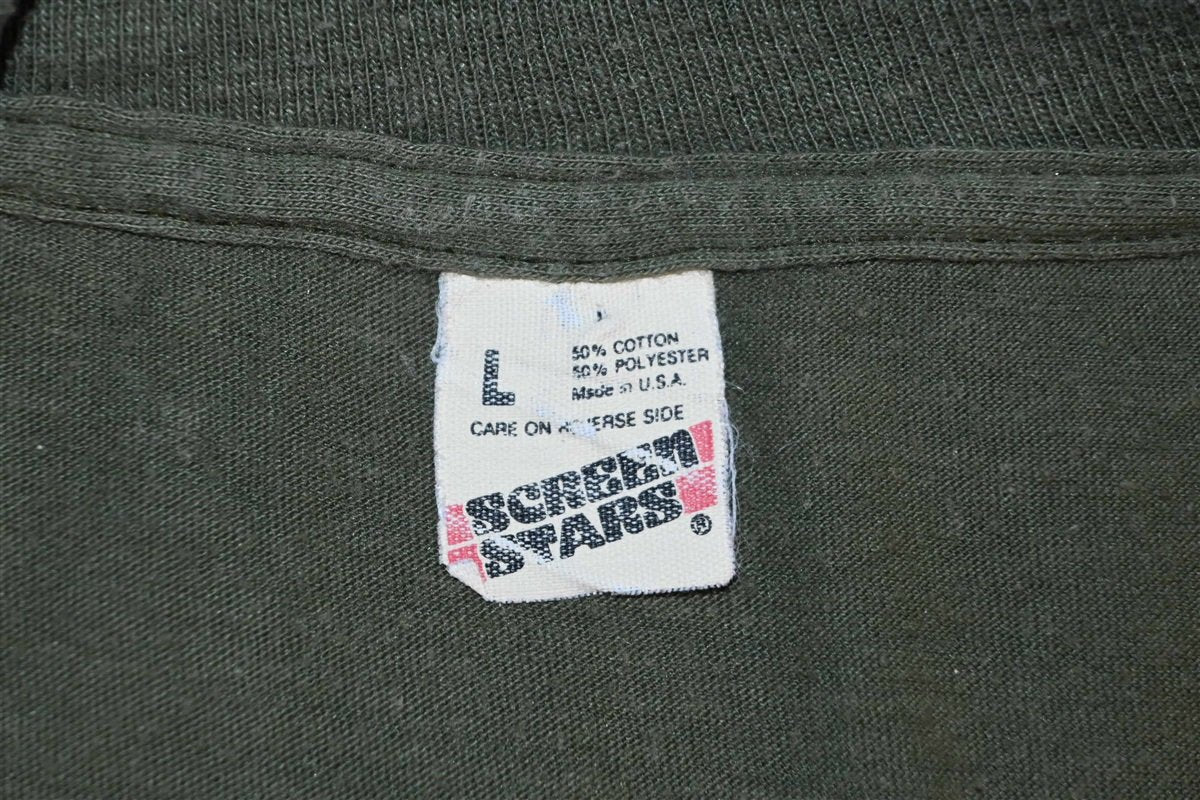 L
50% COTTON
50% POLYESTER
Made in U.S.A.
CARE ON REVERSE SIDE
SCREEN
STARS®